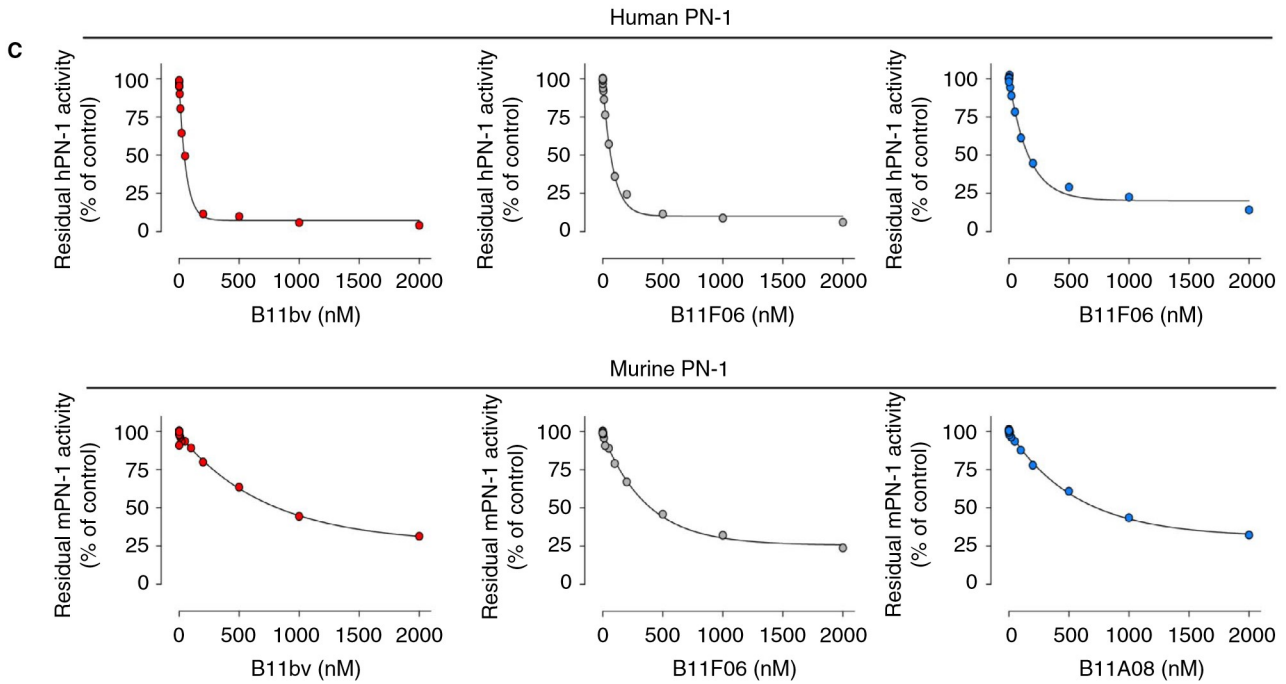 Human PN-1
C
Residual hPN-1 activity
(% of control)
100
75
50
25
0
0 500 1000 1500 2000
B11bv (nM)
Residual hPN-1 activity
(% of control)
100
75
50
25
0
0 500 1000 1500 2000
B11F06 (nM)
Residual hPN-1 activity
(% of control)
100
75
50
25
0
0 500 1000 1500 2000
B11F06 (nM)
Murine PN-1
Residual mPN-1 activity
(% of control)
100
75
50
25
0
0 500 1000 1500 2000
B11bv (nM)
Residual mPN-1 activity
(% of control)
100
75
50
25
0
0 500 1000 1500 2000
B11F06 (nM)
Residual mPN-1 activity
(% of control)
100
75
50
25
0
0 500 1000 1500 2000
B11A08 (nM)